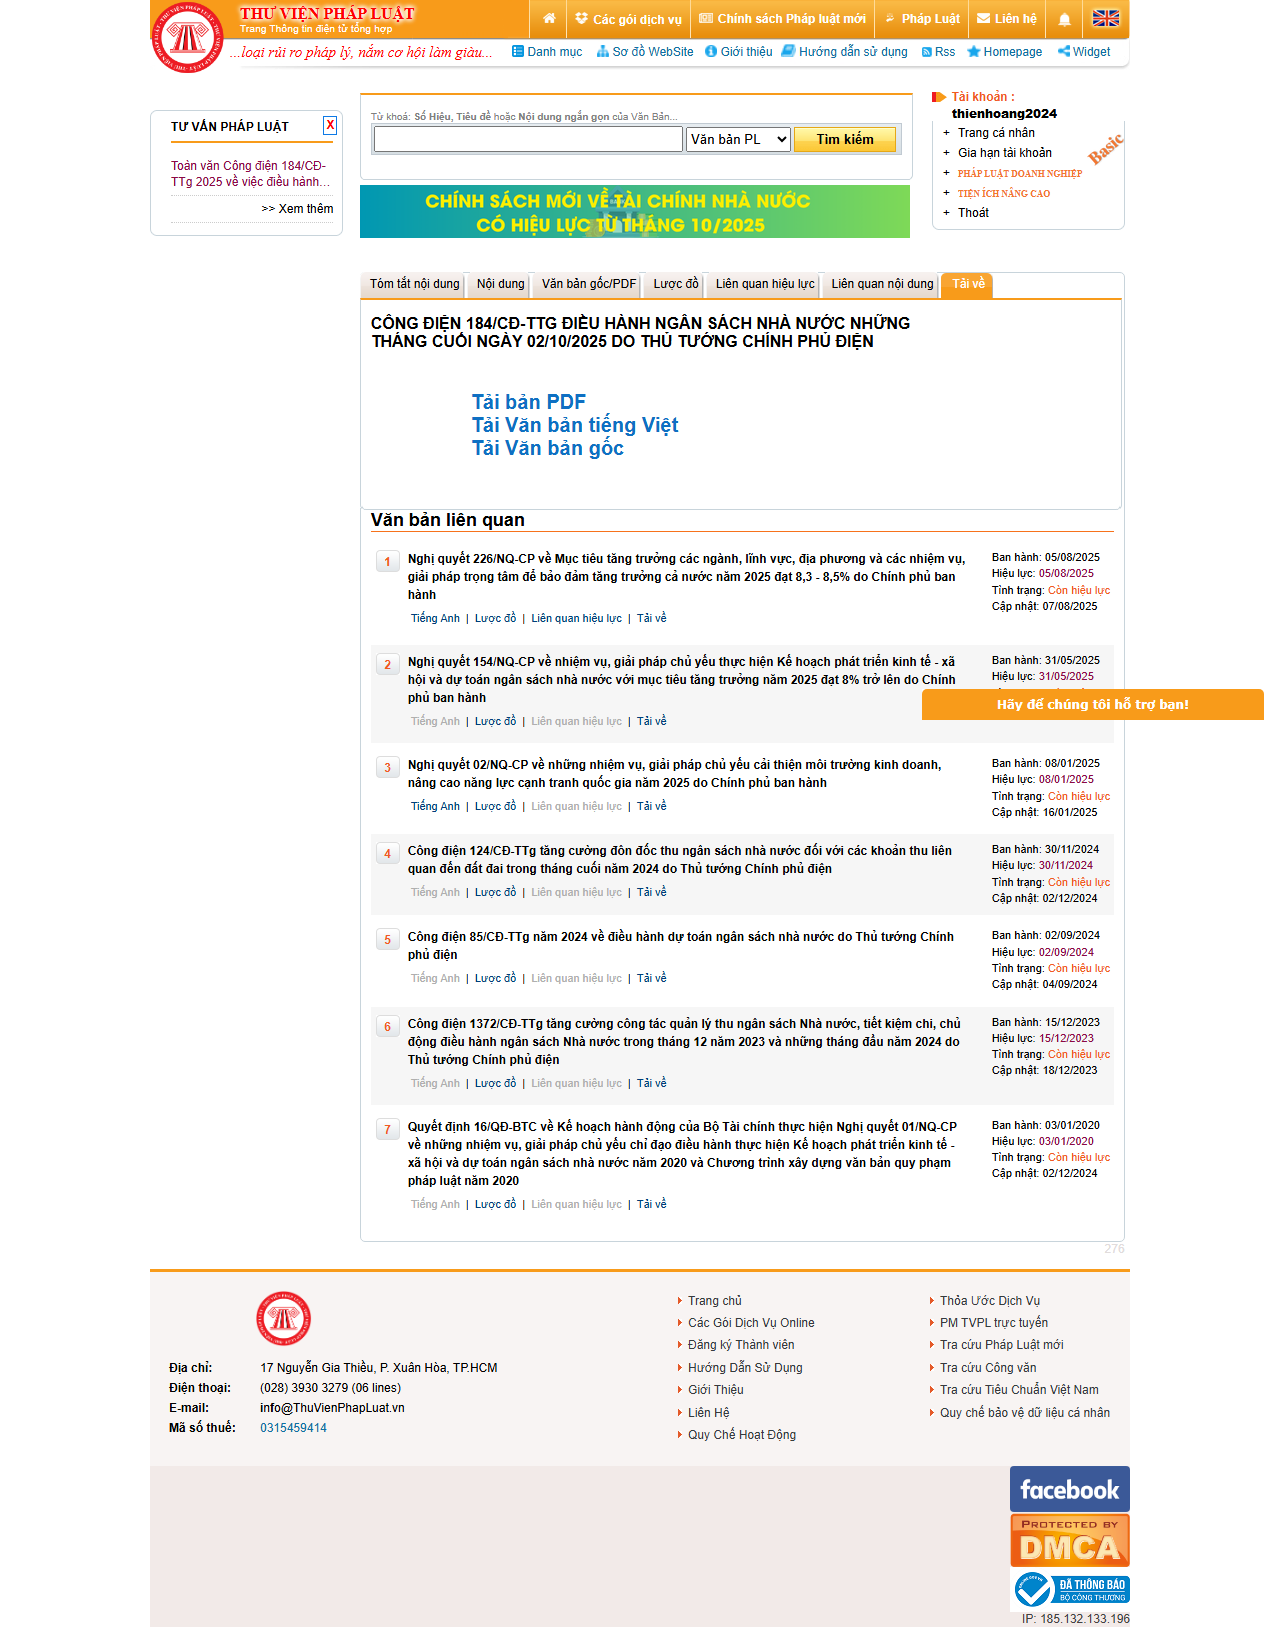 THƯ VIỆN PHÁP LUẬT
Trang Thông tin điện tử tổng hợp
Các gói dịch vụ
Chính sách Pháp luật mới
Pháp Luật
Liên hệ
...loại rủi ro pháp lý, nắm cơ hội làm giàu...
Danh mục
Sơ đồ WebSite
Giới thiệu
Hướng dẫn sử dụng
Rss
Homepage
Widget
TƯ VẤN PHÁP LUẬT
X
Toàn văn Công điện 184/CĐ-
TTg 2025 về việc điều hành...
>> Xem thêm
Từ khoá: Số Hiệu, Tiêu đề hoặc Nội dung ngắn gọn của Văn Bản...
Văn bản PL
Tìm kiếm
CHÍNH SÁCH MỚI VỀ TÀI CHÍNH NHÀ NƯỚC
CÓ HIỆU LỰC TỪ THÁNG 10/2025
Tài khoản :
thienhoang2024
+ Trang cá nhân
+ Gia hạn tài khoản
+ PHÁP LUẬT DOANH NGHIỆP
+ TIỆN ÍCH NÂNG CAO
+ Thoát
Basic
Tóm tắt nội dung
Nội dung
Văn bản gốc/PDF
Lược đồ
Liên quan hiệu lực
Liên quan nội dung
Tải về
CÔNG ĐIỆN 184/CĐ-TTG ĐIỀU HÀNH NGÂN SÁCH NHÀ NƯỚC NHỮNG
THÁNG CUỐI NGÀY 02/10/2025 DO THỦ TƯỚNG CHÍNH PHỦ ĐIỆN
Tải bản PDF
Tải Văn bản tiếng Việt
Tải Văn bản gốc
Văn bản liên quan
1
Nghị quyết 226/NQ-CP về Mục tiêu tăng trưởng các ngành, lĩnh vực, địa phương và các nhiệm vụ,
giải pháp trọng tâm để bảo đảm tăng trưởng cả nước năm 2025 đạt 8,3 - 8,5% do Chính phủ ban
hành
Tiếng Anh | Lược đồ | Liên quan hiệu lực | Tải về
Ban hành: 05/08/2025
Hiệu lực: 05/08/2025
Tình trạng: Còn hiệu lực
Cập nhật: 07/08/2025
2
Nghị quyết 154/NQ-CP về nhiệm vụ, giải pháp chủ yếu thực hiện Kế hoạch phát triển kinh tế - xã
hội và dự toán ngân sách nhà nước với mục tiêu tăng trưởng năm 2025 đạt 8% trở lên do Chính
phủ ban hành
Tiếng Anh | Lược đồ | Liên quan hiệu lực | Tải về
Ban hành: 31/05/2025
Hiệu lực: 31/05/2025
Hãy để chúng tôi hỗ trợ bạn!
3
Nghị quyết 02/NQ-CP về những nhiệm vụ, giải pháp chủ yếu cải thiện môi trường kinh doanh,
nâng cao năng lực cạnh tranh quốc gia năm 2025 do Chính phủ ban hành
Tiếng Anh | Lược đồ | Liên quan hiệu lực | Tải về
Ban hành: 08/01/2025
Hiệu lực: 08/01/2025
Tình trạng: Còn hiệu lực
Cập nhật: 16/01/2025
4
Công điện 124/CĐ-TTg tăng cường đôn đốc thu ngân sách nhà nước đối với các khoản thu liên
quan đến đất đai trong tháng cuối năm 2024 do Thủ tướng Chính phủ điện
Tiếng Anh | Lược đồ | Liên quan hiệu lực | Tải về
Ban hành: 30/11/2024
Hiệu lực: 30/11/2024
Tình trạng: Còn hiệu lực
Cập nhật: 02/12/2024
5
Công điện 85/CĐ-TTg năm 2024 về điều hành dự toán ngân sách nhà nước do Thủ tướng Chính
phủ điện
Tiếng Anh | Lược đồ | Liên quan hiệu lực | Tải về
Ban hành: 02/09/2024
Hiệu lực: 02/09/2024
Tình trạng: Còn hiệu lực
Cập nhật: 04/09/2024
6
Công điện 1372/CĐ-TTg tăng cường công tác quản lý thu ngân sách Nhà nước, tiết kiệm chi, chủ
động điều hành ngân sách Nhà nước trong tháng 12 năm 2023 và những tháng đầu năm 2024 do
Thủ tướng Chính phủ điện
Tiếng Anh | Lược đồ | Liên quan hiệu lực | Tải về
Ban hành: 15/12/2023
Hiệu lực: 15/12/2023
Tình trạng: Còn hiệu lực
Cập nhật: 18/12/2023
7
Quyết định 16/QĐ-BTC về Kế hoạch hành động của Bộ Tài chính thực hiện Nghị quyết 01/NQ-CP
về những nhiệm vụ, giải pháp chủ yếu chỉ đạo điều hành thực hiện Kế hoạch phát triển kinh tế -
xã hội và dự toán ngân sách nhà nước năm 2020 và Chương trình xây dựng văn bản quy phạm
pháp luật năm 2020
Tiếng Anh | Lược đồ | Liên quan hiệu lực | Tải về
Ban hành: 03/01/2020
Hiệu lực: 03/01/2020
Tình trạng: Còn hiệu lực
Cập nhật: 02/12/2024
276
Địa chỉ: 17 Nguyễn Gia Thiều, P. Xuân Hòa, TP.HCM
Điện thoại: (028) 3930 3279 (06 lines)
E-mail: info@ThuVienPhapLuat.vn
Mã số thuế: 0315459414
Trang chủ
Các Gói Dịch Vụ Online
Đăng ký Thành viên
Hướng Dẫn Sử Dụng
Giới Thiệu
Liên Hệ
Quy Chế Hoạt Động
Thỏa Ước Dịch Vụ
PM TVPL trực tuyến
Tra cứu Pháp Luật mới
Tra cứu Công văn
Tra cứu Tiêu Chuẩn Việt Nam
Quy chế bảo vệ dữ liệu cá nhân
facebook
PROTECTED BY
DMCA
ĐÃ THÔNG BÁO
BỘ CÔNG THƯƠNG
IP: 185.132.133.196